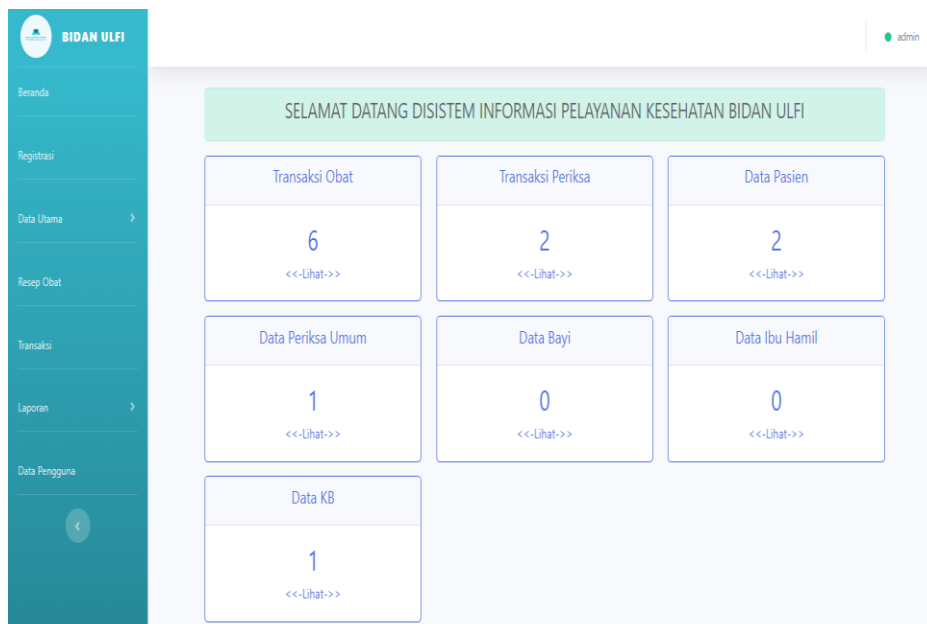 BIDAN ULFI
admin
Beranda
Registrasi
Data Utama
Resep Obat
Transaksi
Laporan
Data Pengguna
SELAMAT DATANG DISISTEM INFORMASI PELAYANAN KESEHATAN BIDAN ULFI
Transaksi Obat
6
<<-Lihat->>
Transaksi Periksa
2
<<-Lihat->>
Data Pasien
2
<<-Lihat->>
Data Periksa Umum
1
<<-Lihat->>
Data Bayi
0
<<-Lihat->>
Data Ibu Hamil
0
<<-Lihat->>
Data KB
1
<<-Lihat->>